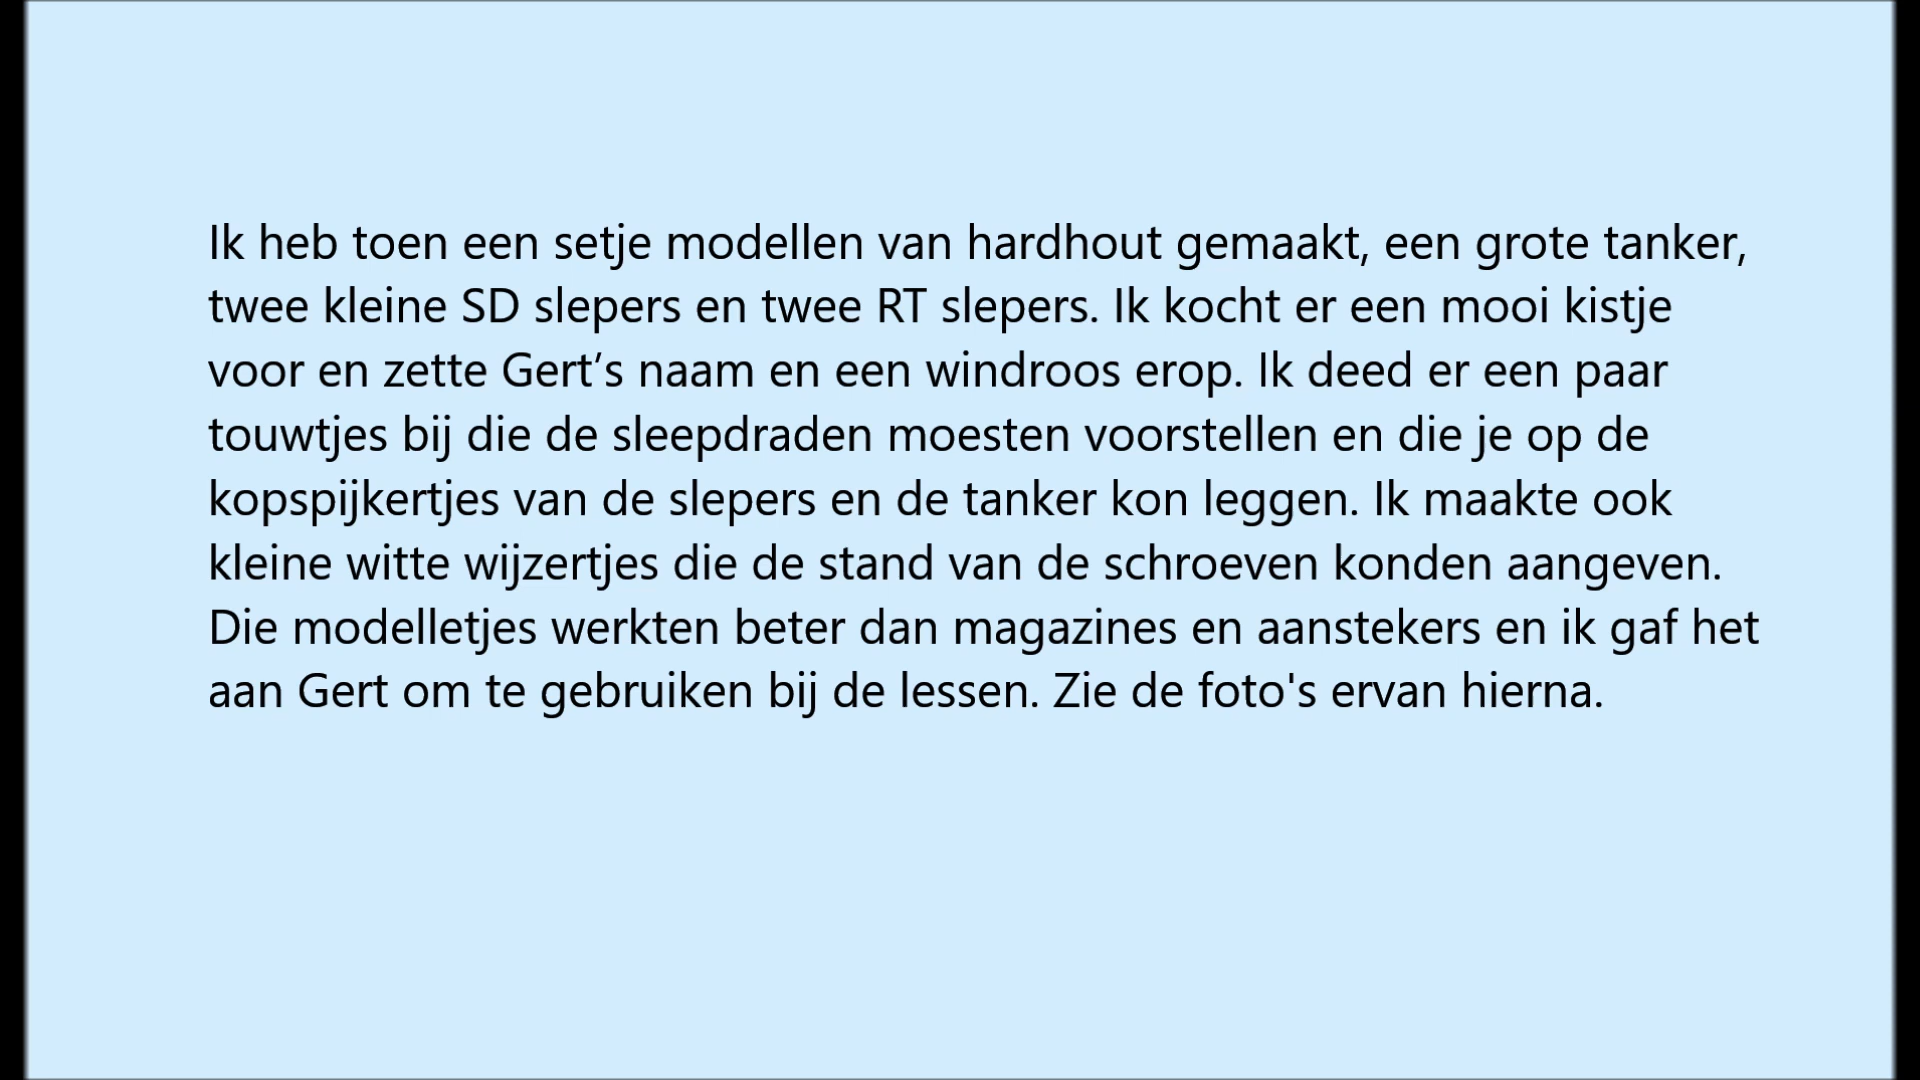 Ik heb toen een setje modellen van hardhout gemaakt, een grote tanker,
twee kleine SD slepers en twee RT slepers. Ik kocht er een mooi kistje
voor en zette Gert’s naam en een windroos erop. Ik deed er een paar
touwtjes bij die de sleepdraden moesten voorstellen en die je op de
kopspijkertjes van de slepers en de tanker kon leggen. Ik maakte ook
kleine witte wijzertjes die de stand van de schroeven konden aangeven.
Die modelletjes werkten beter dan magazines en aanstekers en ik gaf het
aan Gert om te gebruiken bij de lessen. Zie de foto's ervan hierna.